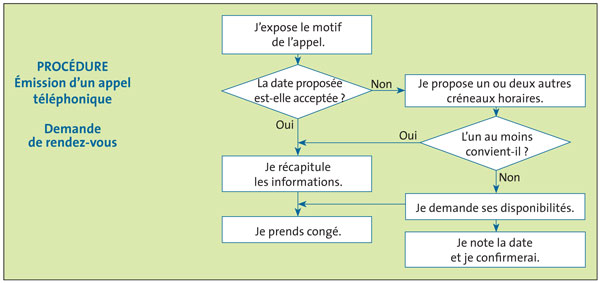 PROCÉDURE
Émission d'un appel
téléphonique
Demande
de rendez-vous
J'expose le motif
de l'appel.
La date proposée
est-elle acceptée ?
Non
Je propose un ou deux autres
créneaux horaires.
Oui
Oui
L'un au moins
convient-il ?
Je récapitule
les informations.
Non
Je demande ses disponibilités.
Je prends congé.
Je note la date
et je confirmerai.